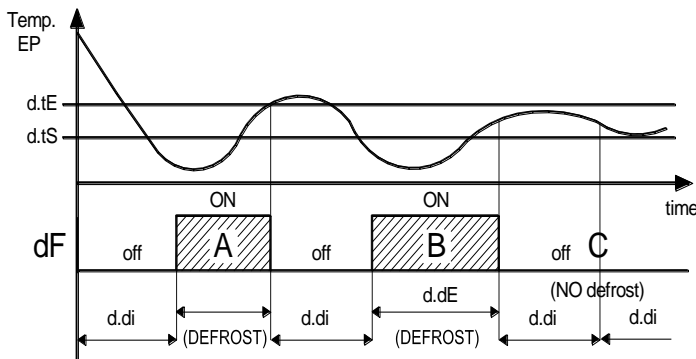 Temp.
EP
d.tE
d.tS
time
ON ON
dF off A off B off C
d.dE (NO defrost)
d.di (DEFROST) d.di (DEFROST) d.di d.di